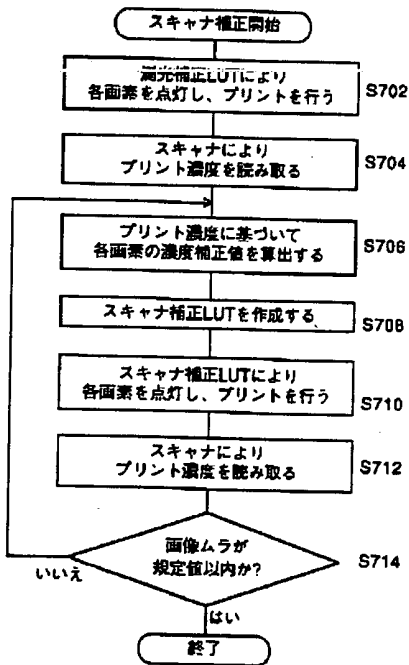 スキャナ補正開始
測光補正LUTにより
各画素を点灯し、プリントを行う
S702
スキャナにより
プリント濃度を読み取る
S704
プリント濃度に基づいて
各画素の濃度補正値を算出する
S706
スキャナ補正LUTを作成する
S708
スキャナ補正LUTにより
各画素を点灯し、プリントを行う
S710
スキャナにより
プリント濃度を読み取る
S712
画像ムラが
規定値以内か?
S714
いいえ
はい
終了